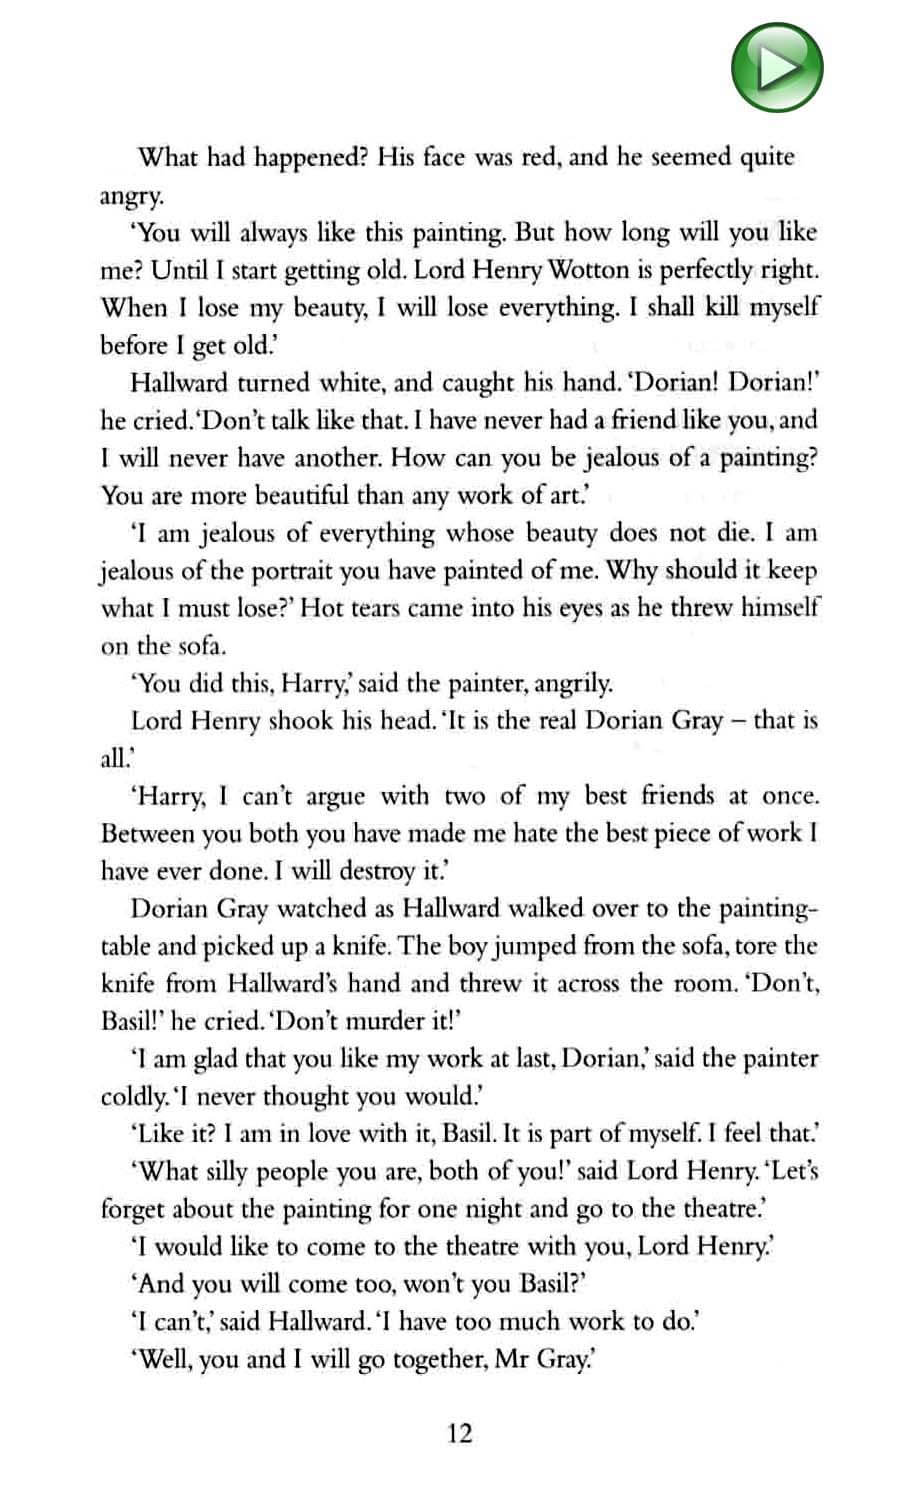 What had happened? His face was red, and he seemed quite
angry.
‘You will always like this painting. But how long will you like
me? Until I start getting old. Lord Henry Wotton is perfectly right.
When I lose my beauty, I will lose everything. I shall kill myself
before I get old.’
Hallward turned white, and caught his hand. ‘Dorian! Dorian!’
he cried. ‘Don’t talk like that. I have never had a friend like you, and
I will never have another. How can you be jealous of a painting?
You are more beautiful than any work of art.’
‘I am jealous of everything whose beauty does not die. I am
jealous of the portrait you have painted of me. Why should it keep
what I must lose?’ Hot tears came into his eyes as he threw himself
on the sofa.
‘You did this, Harry,’ said the painter, angrily.
Lord Henry shook his head. ‘It is the real Dorian Gray – that is
all.’
‘Harry, I can’t argue with two of my best friends at once.
Between you both you have made me hate the best piece of work I
have ever done. I will destroy it.’
Dorian Gray watched as Hallward walked over to the painting-
table and picked up a knife. The boy jumped from the sofa, tore the
knife from Hallward’s hand and threw it across the room. ‘Don’t,
Basil!’ he cried. ‘Don’t murder it!’
‘I am glad that you like my work at last, Dorian,’ said the painter
coldly. ‘I never thought you would.’
‘Like it? I am in love with it, Basil. It is part of myself. I feel that.’
‘What silly people you are, both of you!’ said Lord Henry. ‘Let’s
forget about the painting for one night and go to the theatre.’
‘I would like to come to the theatre with you, Lord Henry.’
‘And you will come too, won’t you Basil?’
‘I can’t,’ said Hallward. ‘I have too much work to do.’
‘Well, you and I will go together, Mr Gray.’
12